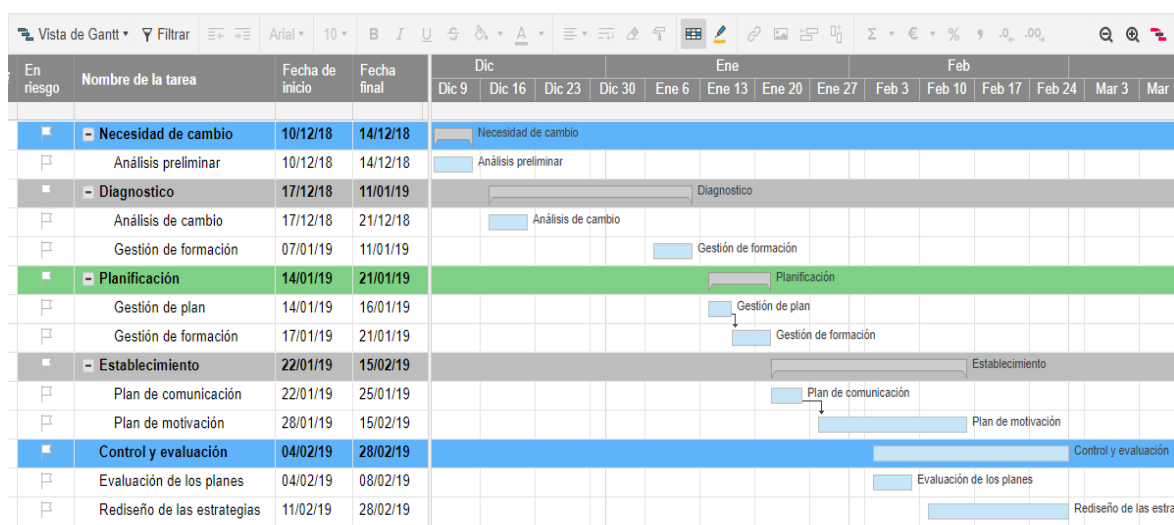 Vista de Gantt Filtrar Arial 10 B I U S A Σ € % .0 .00
En riesgo Nombre de la tarea Fecha de inicio Fecha final Dic Ene Feb
Dic 9 Dic 16 Dic 23 Dic 30 Ene 6 Ene 13 Ene 20 Ene 27 Feb 3 Feb 10 Feb 17 Feb 24 Mar 3 Mar
Necesidad de cambio 10/12/18 14/12/18 Necesidad de cambio
Análisis preliminar 10/12/18 14/12/18 Análisis preliminar
Diagnostico 17/12/18 11/01/19 Diagnostico
Análisis de cambio 17/12/18 21/12/18 Análisis de cambio
Gestión de formación 07/01/19 11/01/19 Gestión de formación
Planificación 14/01/19 21/01/19 Planificación
Gestión de plan 14/01/19 16/01/19 Gestión de plan
Gestión de formación 17/01/19 21/01/19 Gestión de formación
Establecimiento 22/01/19 15/02/19 Establecimiento
Plan de comunicación 22/01/19 25/01/19 Plan de comunicación
Plan de motivación 28/01/19 15/02/19 Plan de motivación
Control y evaluación 04/02/19 28/02/19 Control y evaluación
Evaluación de los planes 04/02/19 08/02/19 Evaluación de los planes
Rediseño de las estrategias 11/02/19 28/02/19 Rediseño de las estra